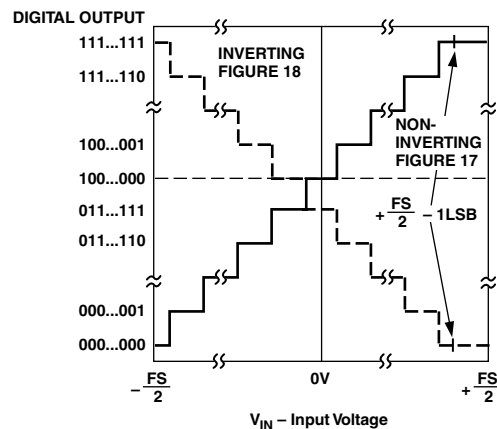 DIGITAL OUTPUT
111...111
111...110
100...001
100...000
011...111
011...110
000...001
000...000
INVERTING
FIGURE 18
NON-
INVERTING
FIGURE 17
+ FS/2 – 1LSB
– FS/2
0V
+ FS/2
V_IN – Input Voltage